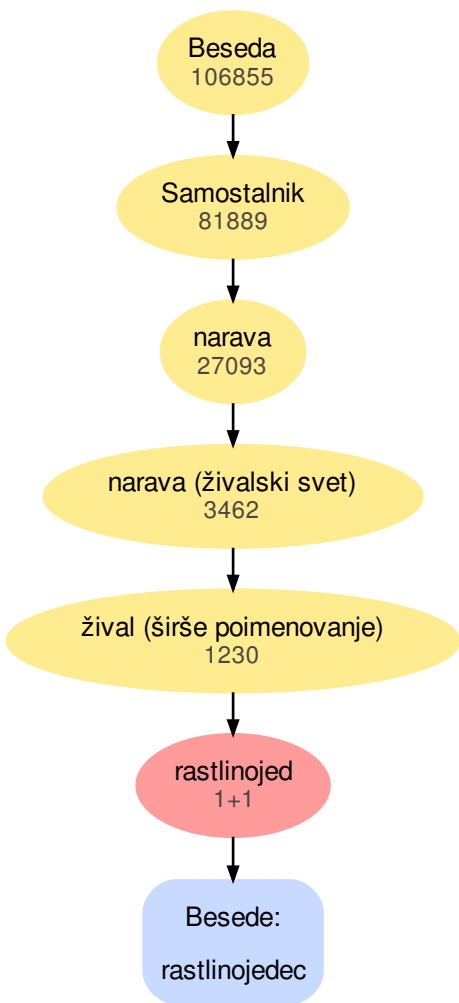 Beseda
106855
Samostalnik
81889
narava
27093
narava (živalski svet)
3462
žival (širše poimenovanje)
1230
rastlinojed
1+1
Besede:
rastlinojedec